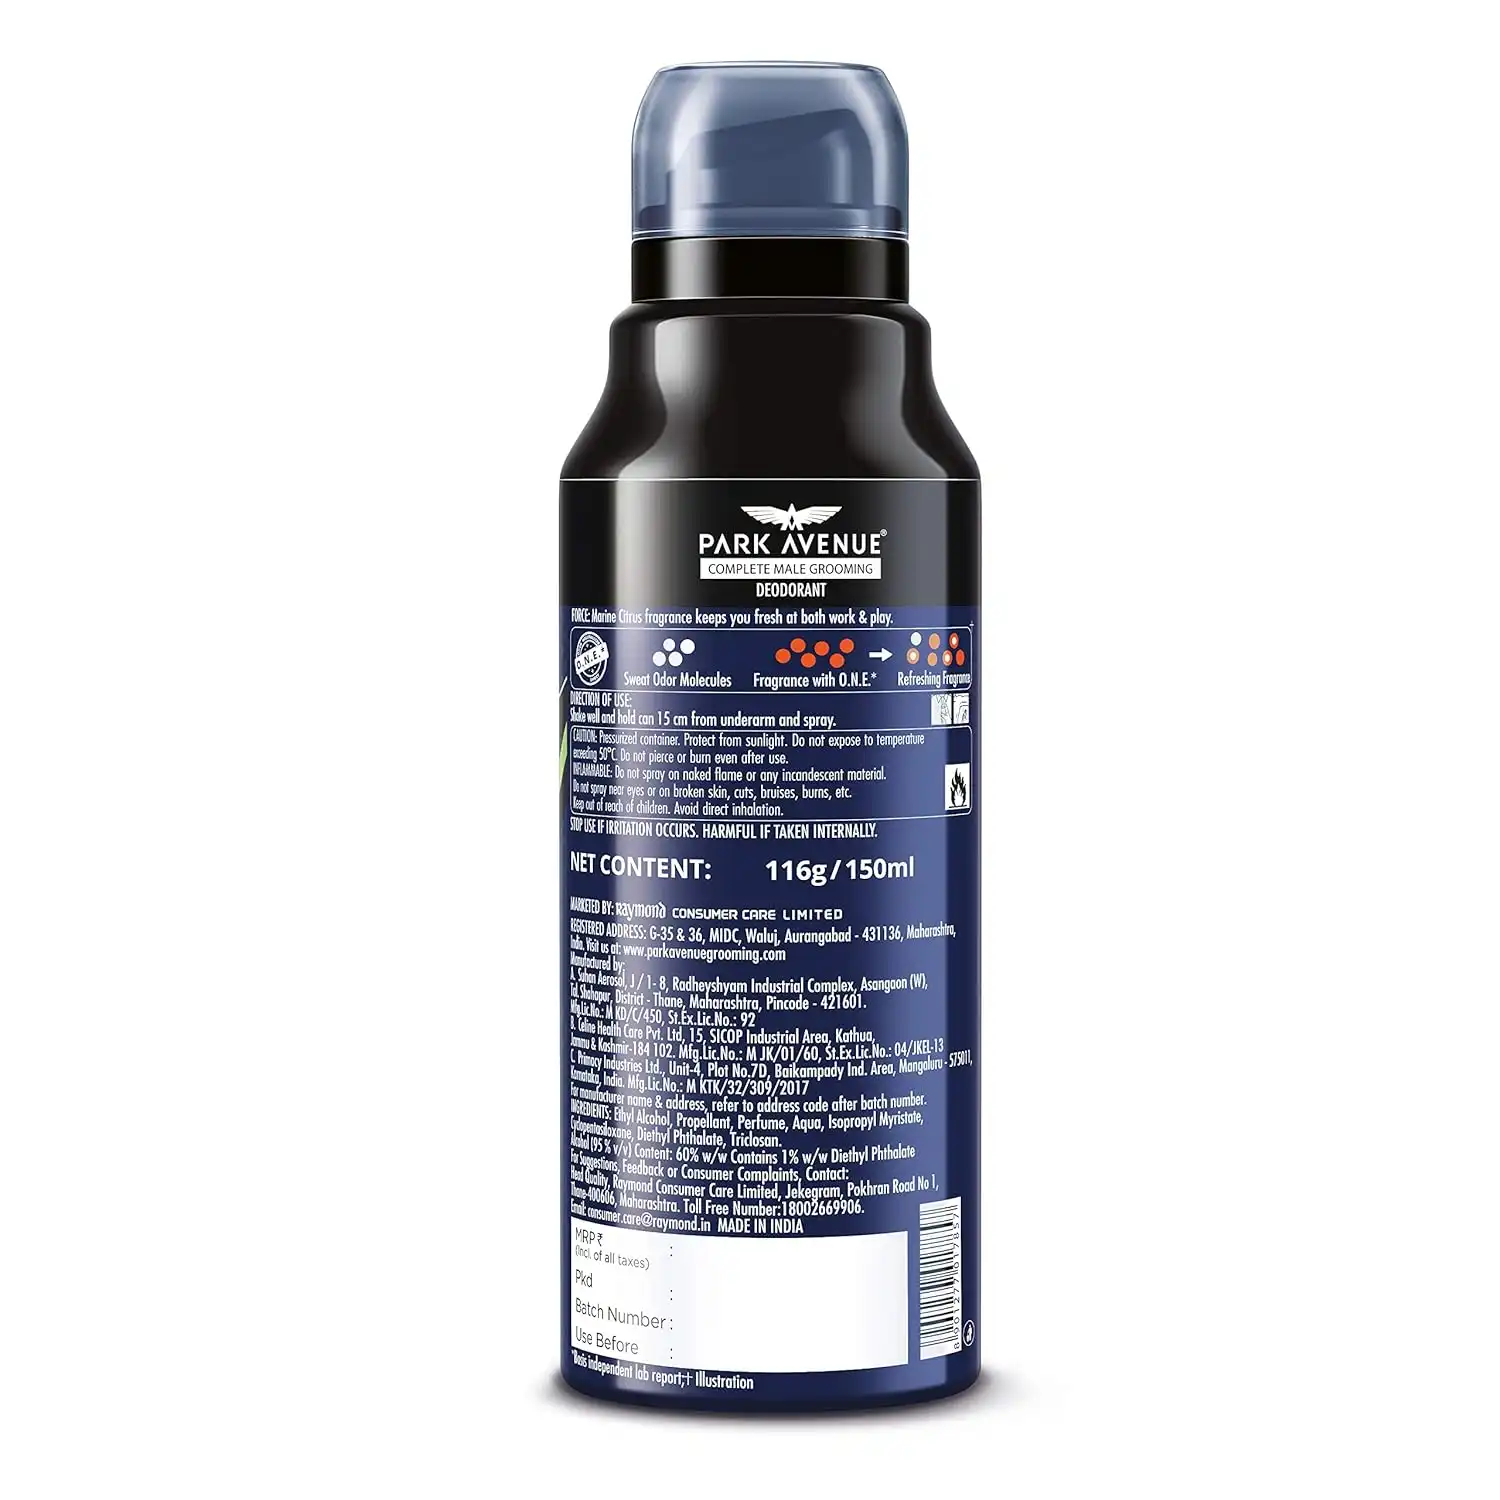 PARK AVENUE®
COMPLETE MALE GROOMING
DEODORANT
FORCE: Marine Citrus fragrance keeps you fresh at both work & play.
O.N.E.*
Sweat Odor Molecules
Fragrance with O.N.E.*
Refreshing Fragrance
†
DIRECTION OF USE:
Shake well and hold can 15 cm from underarm and spray.
CAUTION: Pressurized container. Protect from sunlight. Do not expose to temperature
exceeding 50°C. Do not pierce or burn even after use.
INFLAMMABLE: Do not spray on naked flame or any incandescent material.
Do not spray near eyes or on broken skin, cuts, bruises, burns, etc.
Keep out of reach of children. Avoid direct inhalation.
STOP USE IF IRRITATION OCCURS. HARMFUL IF TAKEN INTERNALLY.
NET CONTENT: 116g/150ml
MARKETED BY: Raymond CONSUMER CARE LIMITED
REGISTERED ADDRESS: G-35 & 36, MIDC, Waluj, Aurangabad - 431136, Maharashtra,
India. Visit us at: www.parkavenuegrooming.com
Manufactured by:
A. Suhan Aerosol, J / 1- 8, Radheyshyam Industrial Complex, Asangaon (W),
Tal. Shahapur, District - Thane, Maharashtra, Pincode - 421601.
Mfg.Lic.No.: M KD/C/450, St.Ex.Lic.No.: 92
B. Celine Health Care Pvt. Ltd, 15, SICOP Industrial Area, Kathua,
Jammu & Kashmir-184 102. Mfg.Lic.No.: M JK/01/60, St.Ex.Lic.No.: 04/JKEL-13
C. Primacy Industries Ltd., Unit-4, Plot No.7D, Baikampady Ind. Area, Mangaluru - 575011,
Karnataka, India. Mfg.Lic.No.: M KTK/32/309/2017
For manufacturer name & address, refer to address code after batch number.
INGREDIENTS: Ethyl Alcohol, Propellant, Perfume, Aqua, Isopropyl Myristate,
Cyclopentasiloxane, Diethyl Phthalate, Triclosan.
Alcohol (95 % v/v) Content: 60% w/w Contains 1% w/w Diethyl Phthalate
For Suggestions, Feedback or Consumer Complaints, Contact:
Head Quality, Raymond Consumer Care Limited, Jekegram, Pokhran Road No 1,
Thane-400606, Maharashtra. Toll Free Number:18002669906.
Email: consumer.care@raymond.in MADE IN INDIA
MRP ₹ :
(Incl. of all taxes)
Pkd :
Batch Number :
Use Before :
8 901277 017857
*Basis independent lab report,† Illustration